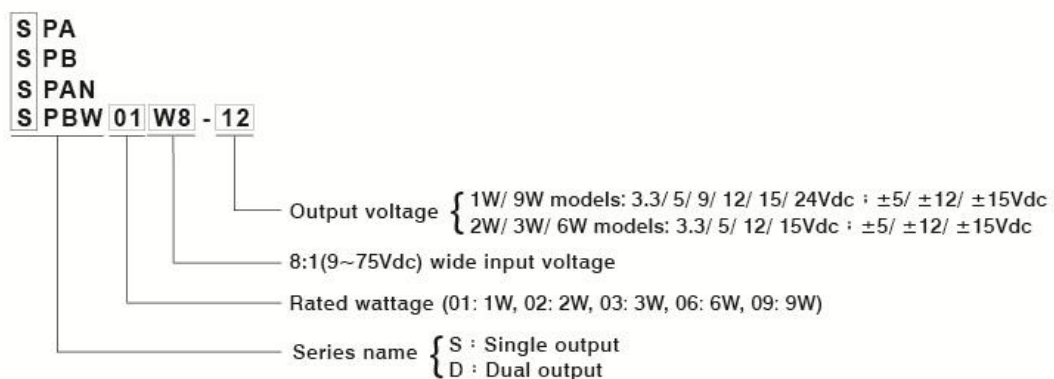 S PA
S PB
S PAN
S PBW 01 W8 - 12
Output voltage { 1W/ 9W models: 3.3/ 5/ 9/ 12/ 15/ 24Vdc ; ±5/ ±12/ ±15Vdc
2W/ 3W/ 6W models: 3.3/ 5/ 12/ 15Vdc ; ±5/ ±12/ ±15Vdc
8:1(9~75Vdc) wide input voltage
Rated wattage (01: 1W, 02: 2W, 03: 3W, 06: 6W, 09: 9W)
Series name { S : Single output
D : Dual output